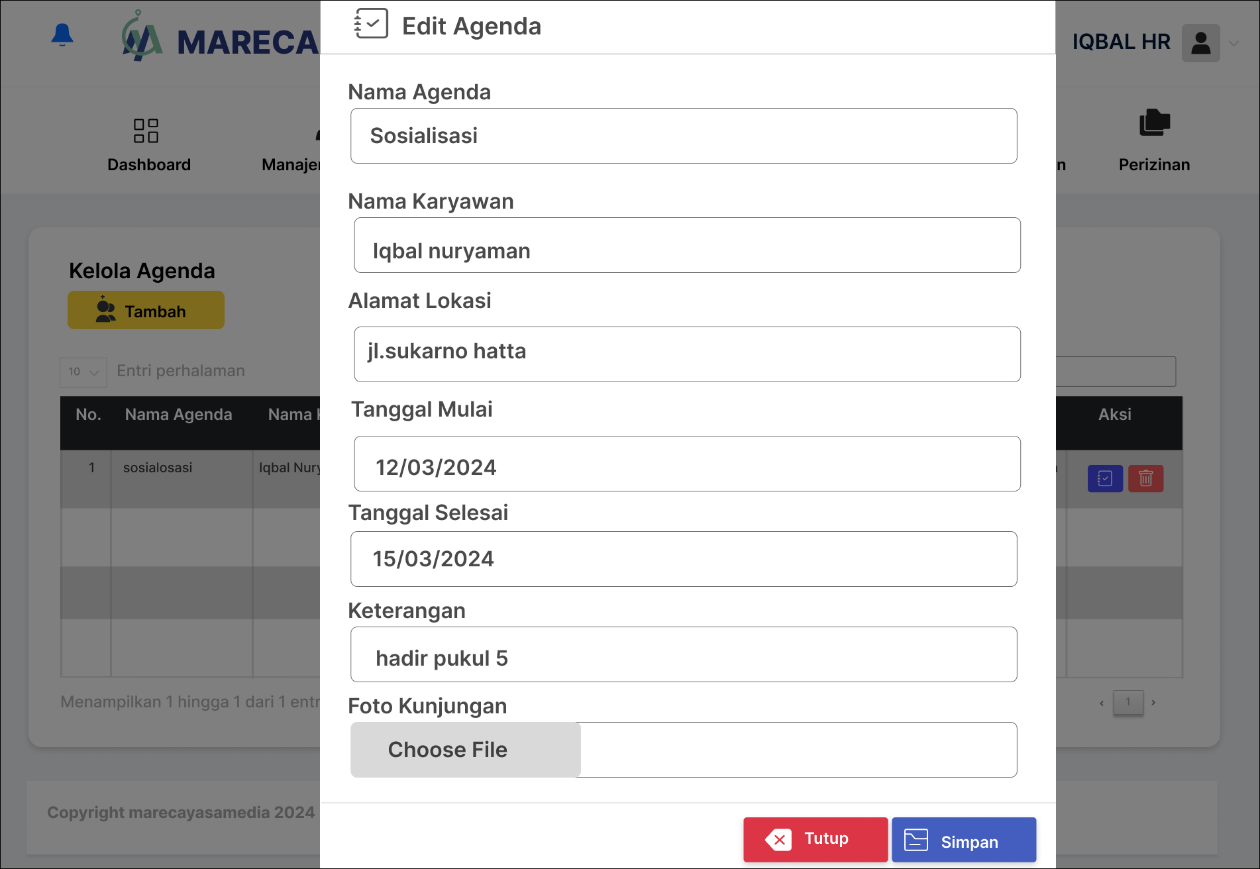 MARECA
IQBAL HR
Edit Agenda
Dashboard
Manajer
n
Perizinan
Nama Agenda
Sosialisasi
Nama Karyawan
Iqbal nuryaman
Alamat Lokasi
jl.sukarno hatta
Tanggal Mulai
12/03/2024
Tanggal Selesai
15/03/2024
Keterangan
hadir pukul 5
Foto Kunjungan
Choose File
Tutup
Simpan
Kelola Agenda
Tambah
10
Entri perhalaman
No.
Nama Agenda
Nama
Aksi
1
sosialosasi
Iqbal Nury
Menampilkan 1 hingga 1 dari 1 entr
‹ 1 ›
Copyright marecayasamedia 2024